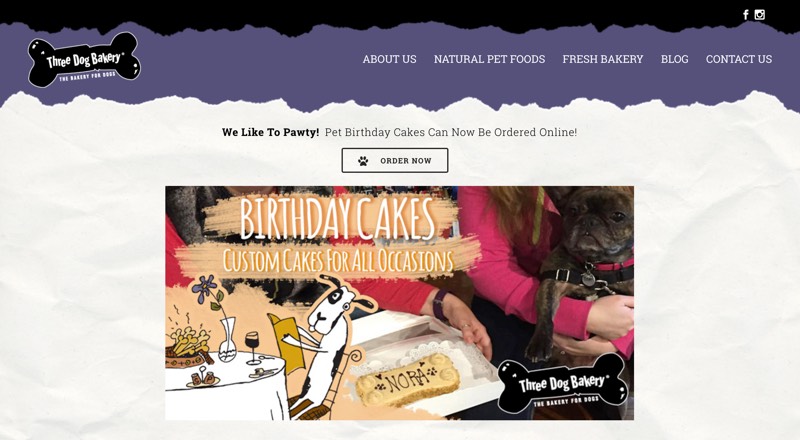 Three Dog Bakery®
THE BAKERY FOR DOGS
ABOUT US NATURAL PET FOODS FRESH BAKERY BLOG CONTACT US
We Like To Pawty! Pet Birthday Cakes Can Now Be Ordered Online!
ORDER NOW
BIRTHDAY CAKES
CUSTOM CAKES FOR ALL OCCASIONS
NORA
Three Dog Bakery®
THE BAKERY FOR DOGS